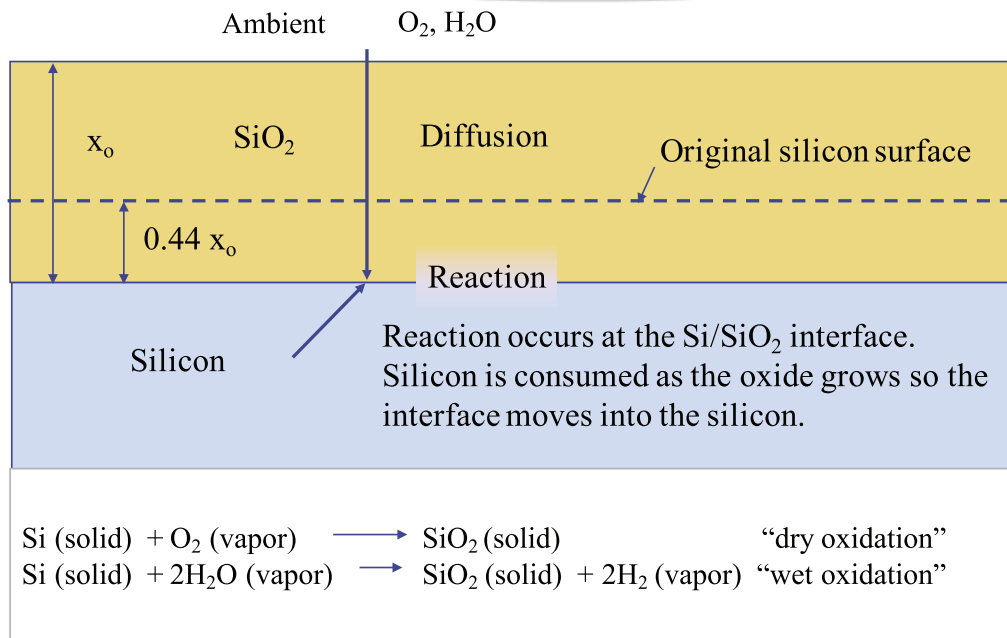 Ambient O₂, H₂O
xₒ SiO₂ Diffusion
Original silicon surface
0.44 xₒ
Reaction
Silicon
Reaction occurs at the Si/SiO₂ interface.
Silicon is consumed as the oxide grows so the
interface moves into the silicon.
Si (solid) + O₂ (vapor) → SiO₂ (solid) “dry oxidation”
Si (solid) + 2H₂O (vapor) → SiO₂ (solid) + 2H₂ (vapor) “wet oxidation”